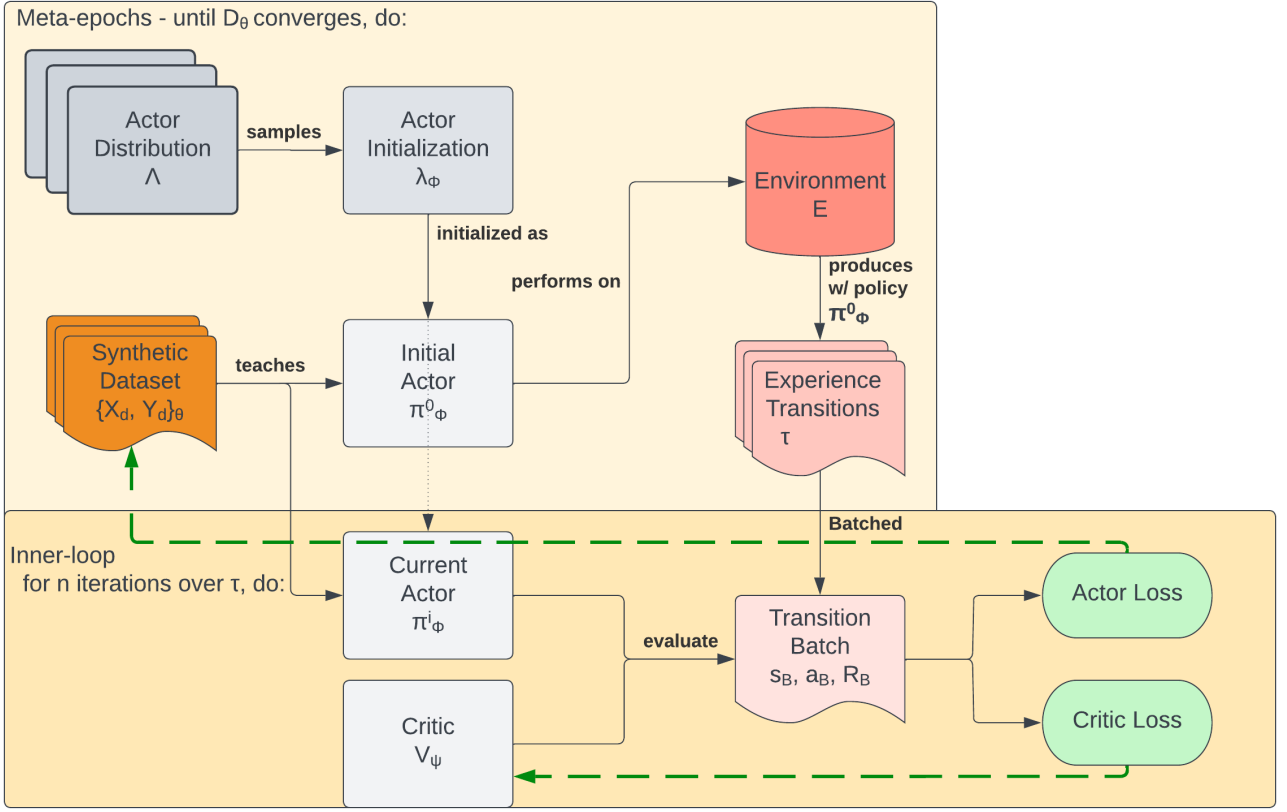 Meta-epochs - until Dθ converges, do:
Actor
Distribution
Λ
samples
Actor
Initialization
λΦ
Environment
E
initialized as
performs on
produces
w/ policy
π⁰Φ
Synthetic
Dataset
{Xd, Yd}θ
teaches
Initial
Actor
π⁰Φ
Experience
Transitions
τ
Batched
Inner-loop
for n iterations over τ, do:
Current
Actor
πⁱΦ
evaluate
Transition
Batch
sB, aB, RB
Actor Loss
Critic
Vψ
Critic Loss